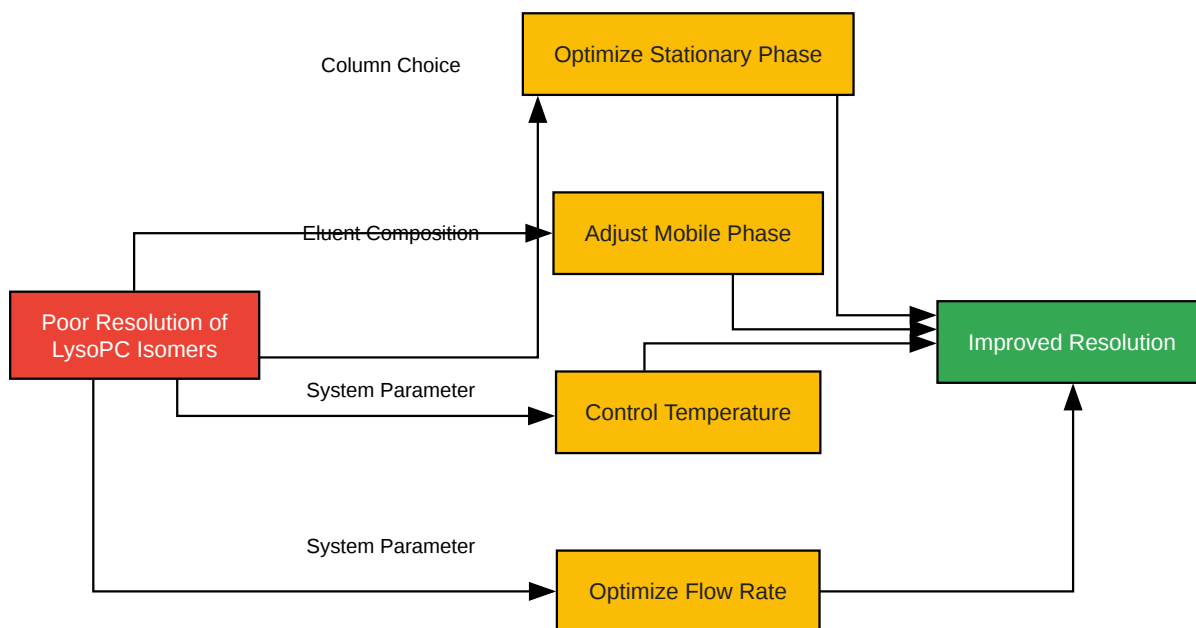 Optimize Stationary Phase
Column Choice
Adjust Mobile Phase
Eluent Composition
Poor Resolution of
LysoPC Isomers
Improved Resolution
System Parameter
Control Temperature
System Parameter
Optimize Flow Rate